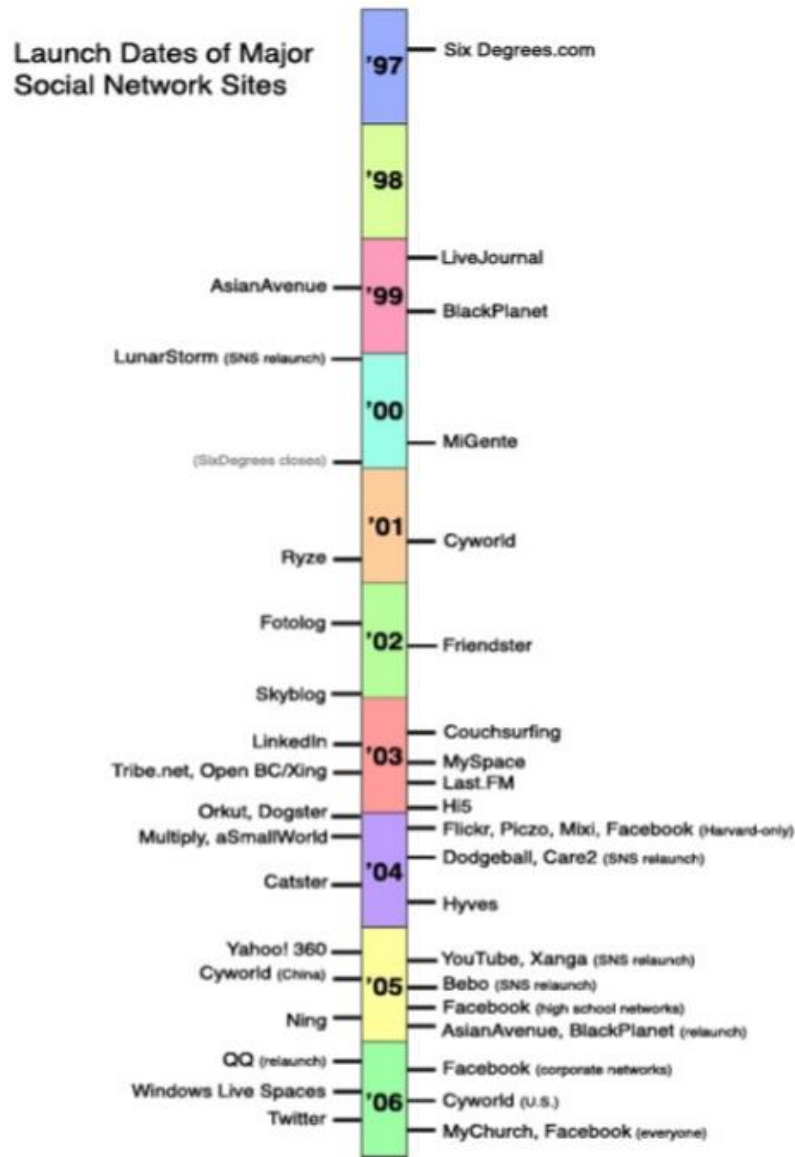 Launch Dates of Major
Social Network Sites
'97
Six Degrees.com
'98
LiveJournal
AsianAvenue
'99
BlackPlanet
LunarStorm (SNS relaunch)
'00
MiGente
(SixDegrees closes)
'01
Cyworld
Ryze
Fotolog
'02
Friendster
Skyblog
Couchsurfing
LinkedIn
'03
MySpace
Tribe.net, Open BC/Xing
Last.FM
Hi5
Orkut, Dogster
Flickr, Piczo, Mixi, Facebook (Harvard-only)
Multiply, aSmallWorld
Dodgeball, Care2 (SNS relaunch)
'04
Catster
Hyves
Yahoo! 360
YouTube, Xanga (SNS relaunch)
Cyworld (China)
Bebo (SNS relaunch)
'05
Facebook (high school networks)
Ning
AsianAvenue, BlackPlanet (relaunch)
QQ (relaunch)
Facebook (corporate networks)
Windows Live Spaces
'06
Cyworld (U.S.)
Twitter
MyChurch, Facebook (everyone)